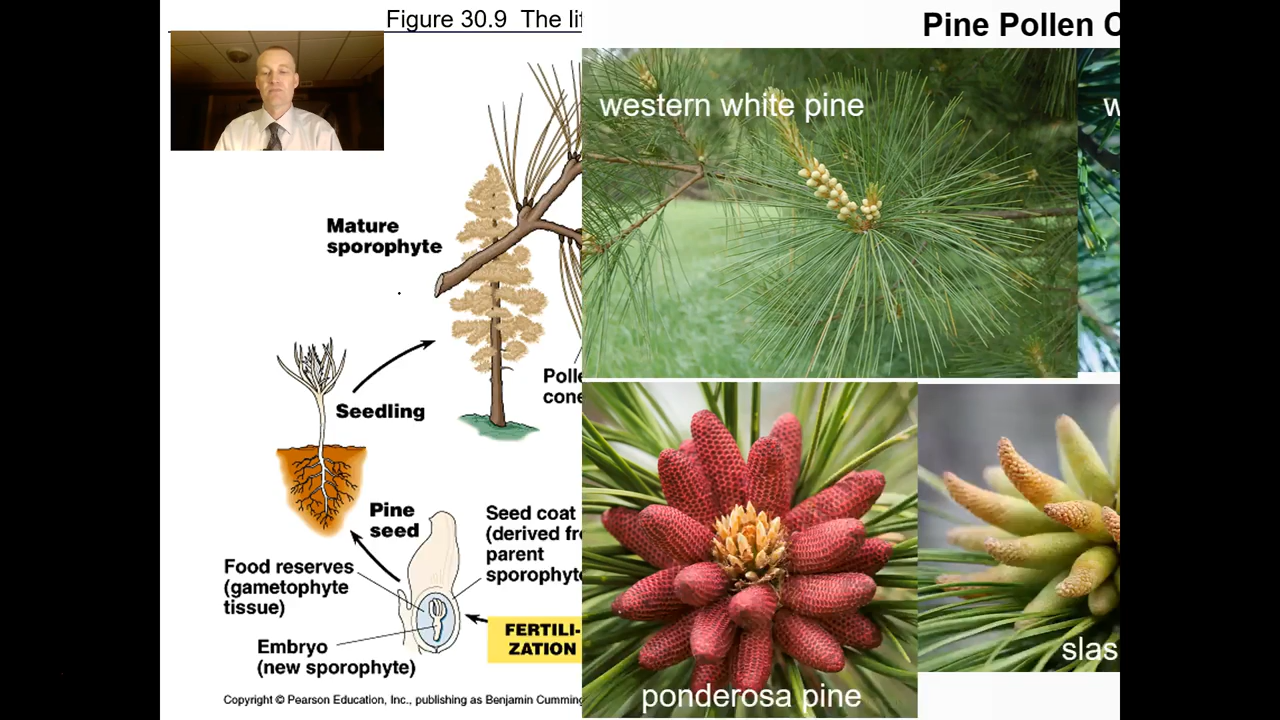 Figure 30.9 The lif
Pine Pollen C
western white pine
w
Mature
sporophyte
Polle
cone
Seedling
Pine
seed
Seed coat
(derived fr
parent
sporophyte
Food reserves
(gametophyte
tissue)
FERTILI-
ZATION
Embryo
(new sporophyte)
slas
ponderosa pine
Copyright © Pearson Education, Inc., publishing as Benjamin Cumming